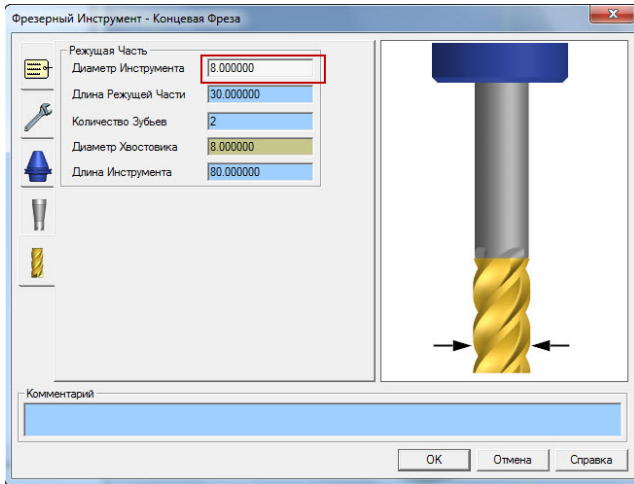 Фрезерный Инструмент - Концевая Фреза
Режущая Часть
Диаметр Инструмента 8.000000
Длина Режущей Части 30.000000
Количество Зубьев 2
Диаметр Хвостовика 8.000000
Длина Инструмента 80.000000
Комментарий
OK Отмена Справка